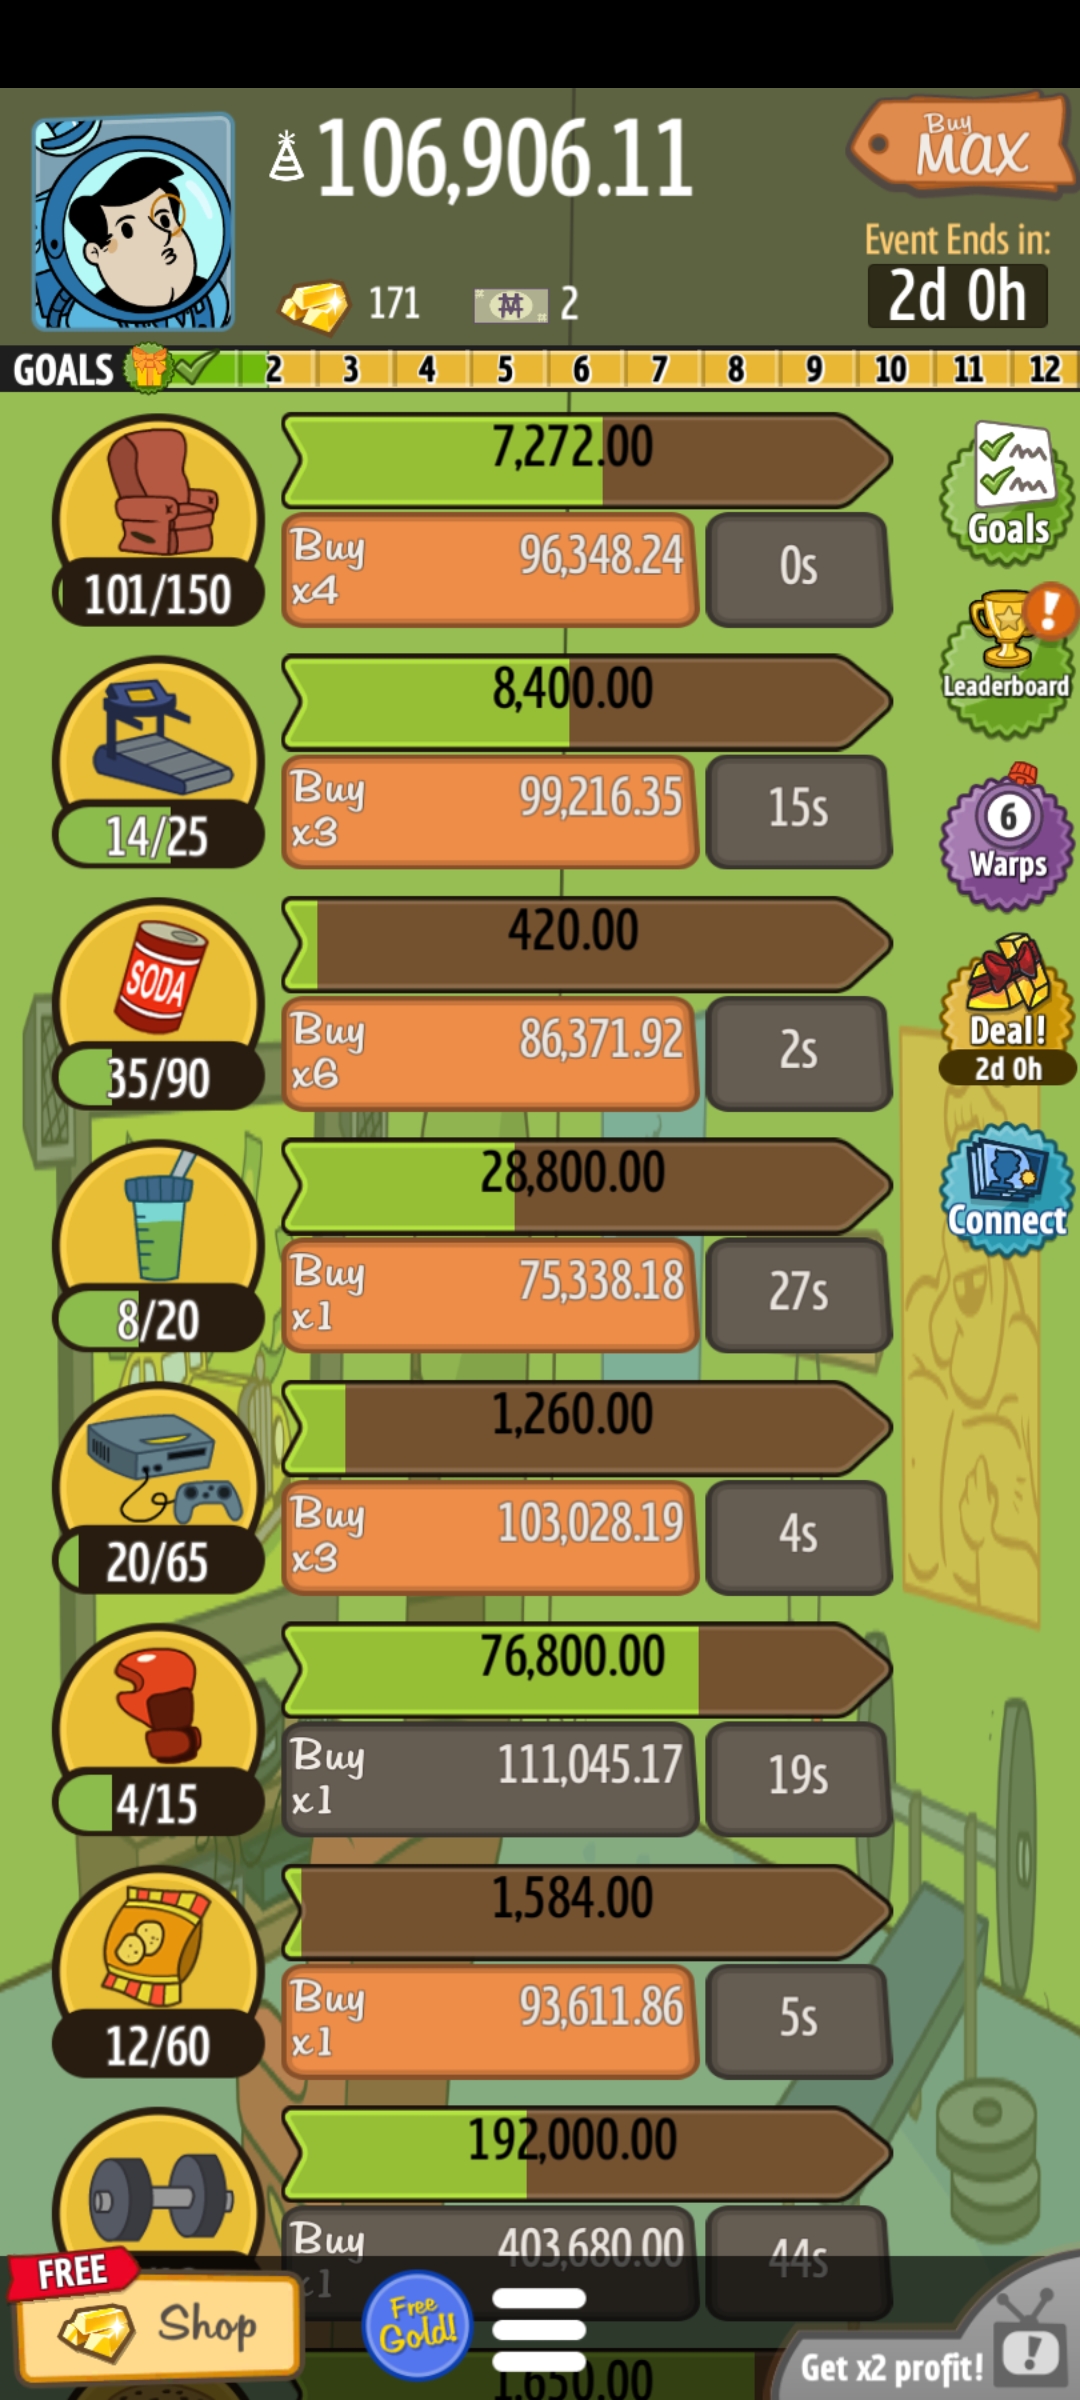 106,906.11
Buy
MAX
171
2
Event Ends in:
2d 0h
GOALS 2 3 4 5 6 7 8 9 10 11 12
7,272.00
Buy
x4
96,348.24
0s
101/150
Goals
8,400.00
Buy
x3
99,216.35
15s
14/25
Leaderboard
6
Warps
SODA
420.00
Buy
x6
86,371.92
2s
35/90
Deal!
2d 0h
28,800.00
Buy
x1
75,338.18
27s
8/20
Connect
1,260.00
Buy
x3
103,028.19
4s
20/65
76,800.00
Buy
x1
111,045.17
19s
4/15
1,584.00
Buy
x1
93,611.86
5s
12/60
192,000.00
Buy
x1
403,680.00
44s
FREE
Shop
Free
Gold!
1,650.00
Get x2 profit!